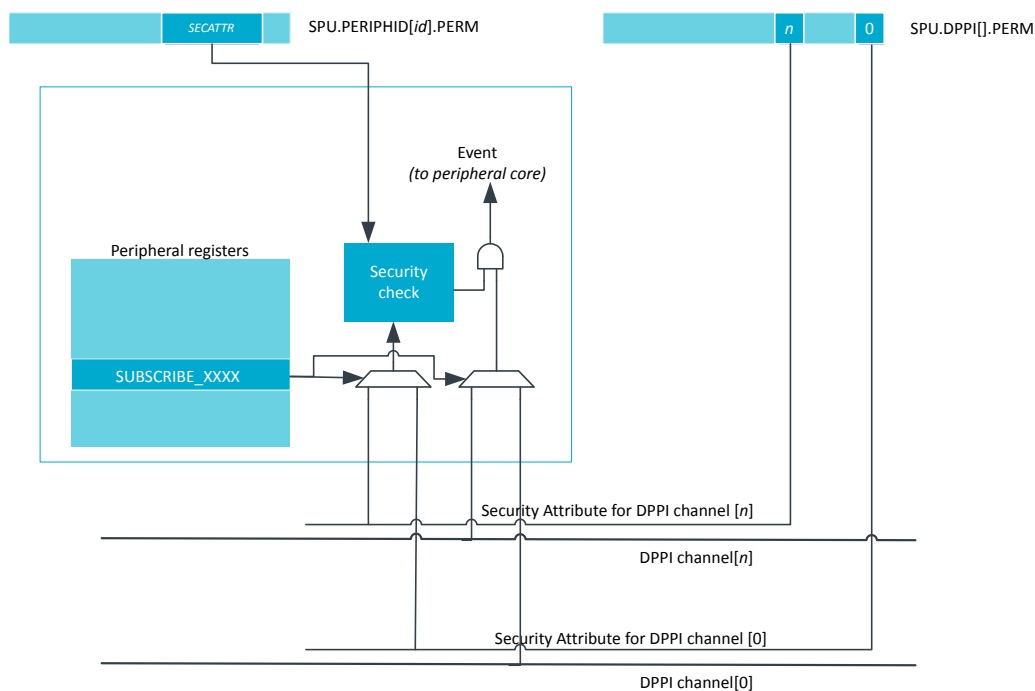 SECATTR
SPU.PERIPHID[id].PERM
n
0
SPU.DPPI[].PERM
Event
(to peripheral core)
Peripheral registers
Security
check
SUBSCRIBE_XXXX
Security Attribute for DPPI channel [n]
DPPI channel[n]
Security Attribute for DPPI channel [0]
DPPI channel[0]